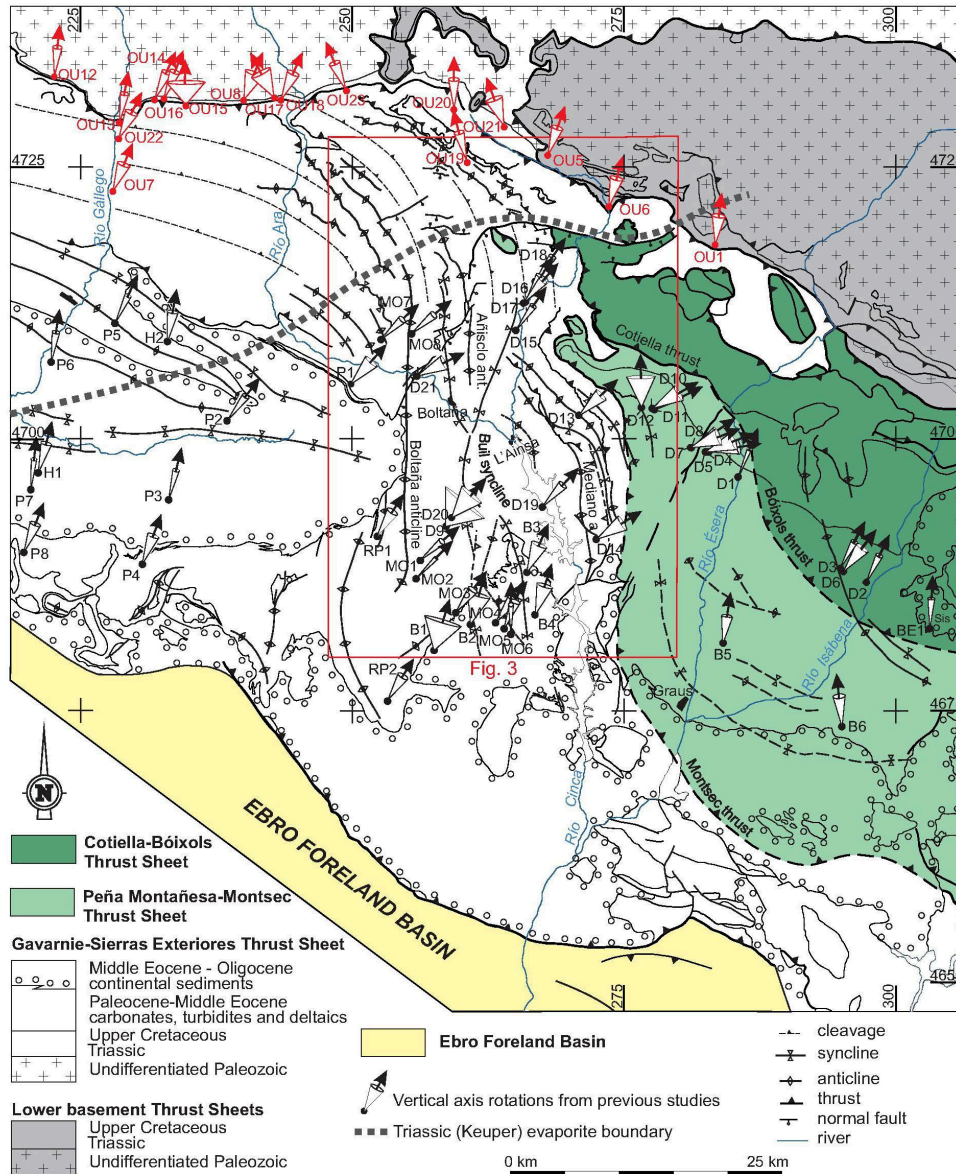 225
250
275
300
OU12
OU14
OU16
OU15
OU8
OU17
OU18
OU23
OU20
OU21
OU19
OU5
OU22
OU7
OU6
OU1
4725
472
Río Gállego
Río Ara
D18
D16
D17
D15
MO7
MO8
P5
H2
P6
P1
D21
Añisclo ant.
Cotiella thrust
P2
Boltaña
D13
D12
D10
D11
D8
D7
D5
D4
D1
4700
470
H1
P7
P3
P8
P4
Boltaña anticline
Buil syncline
L'Ainsa
Mediano a
D19
D20
D9
B3
D14
RP1
MO1
MO2
MO3
MO4
B4
B1
B2
MO5
MO6
RP2
Fig. 3
Río Ésera
Bóixols thrust
D3
D6
D2
BE1
Sis
B5
Río Isábena
B6
Graus
467
Montsec thrust
Río Cinca
N
EBRO FORELAND BASIN
465
275
300
Cotiella-Bóixols
Thrust Sheet
Peña Montañesa-Montsec
Thrust Sheet
Gavarnie-Sierras Exteriores Thrust Sheet
Middle Eocene - Oligocene
continental sediments
Paleocene-Middle Eocene
carbonates, turbidites and deltaics
Upper Cretaceous
Triassic
Undifferentiated Paleozoic
Lower basement Thrust Sheets
Upper Cretaceous
Triassic
Undifferentiated Paleozoic
Ebro Foreland Basin
Vertical axis rotations from previous studies
Triassic (Keuper) evaporite boundary
cleavage
syncline
anticline
thrust
normal fault
river
0 km
25 km